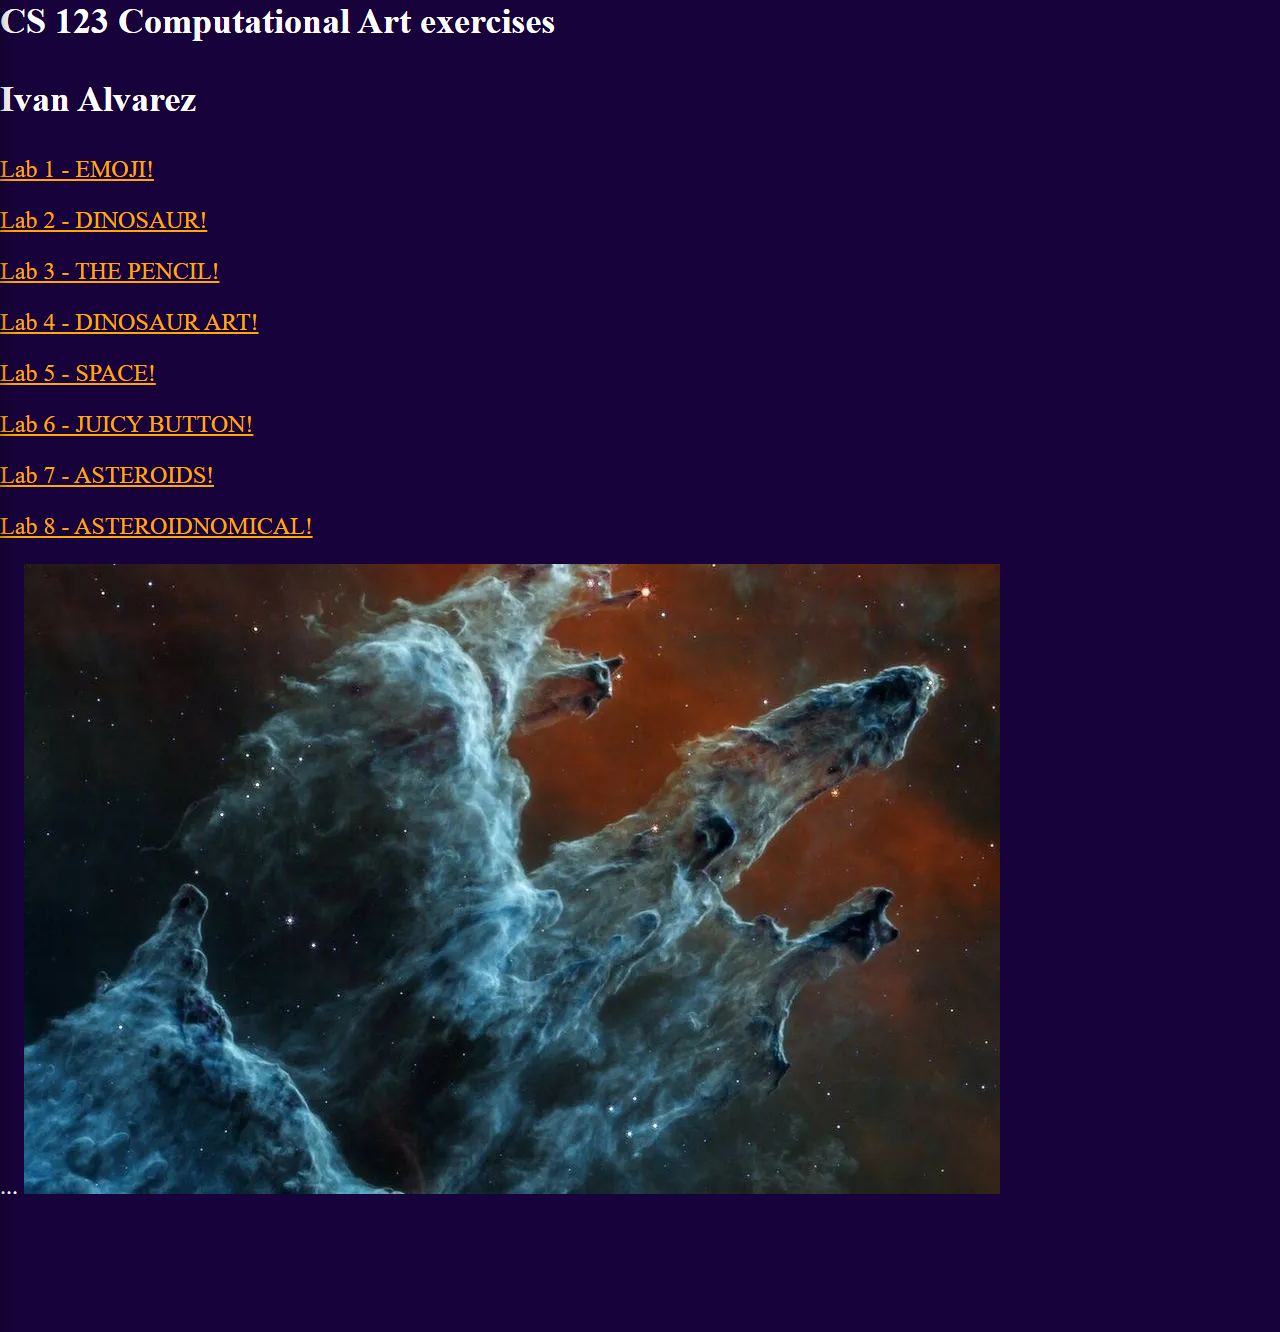 CS 123 Computational Art exercises
Ivan Alvarez
Lab 1 - EMOJI!
Lab 2 - DINOSAUR!
Lab 3 - THE PENCIL!
Lab 4 - DINOSAUR ART!
Lab 5 - SPACE!
Lab 6 - JUICY BUTTON!
Lab 7 - ASTEROIDS!
Lab 8 - ASTEROIDNOMICAL!
...